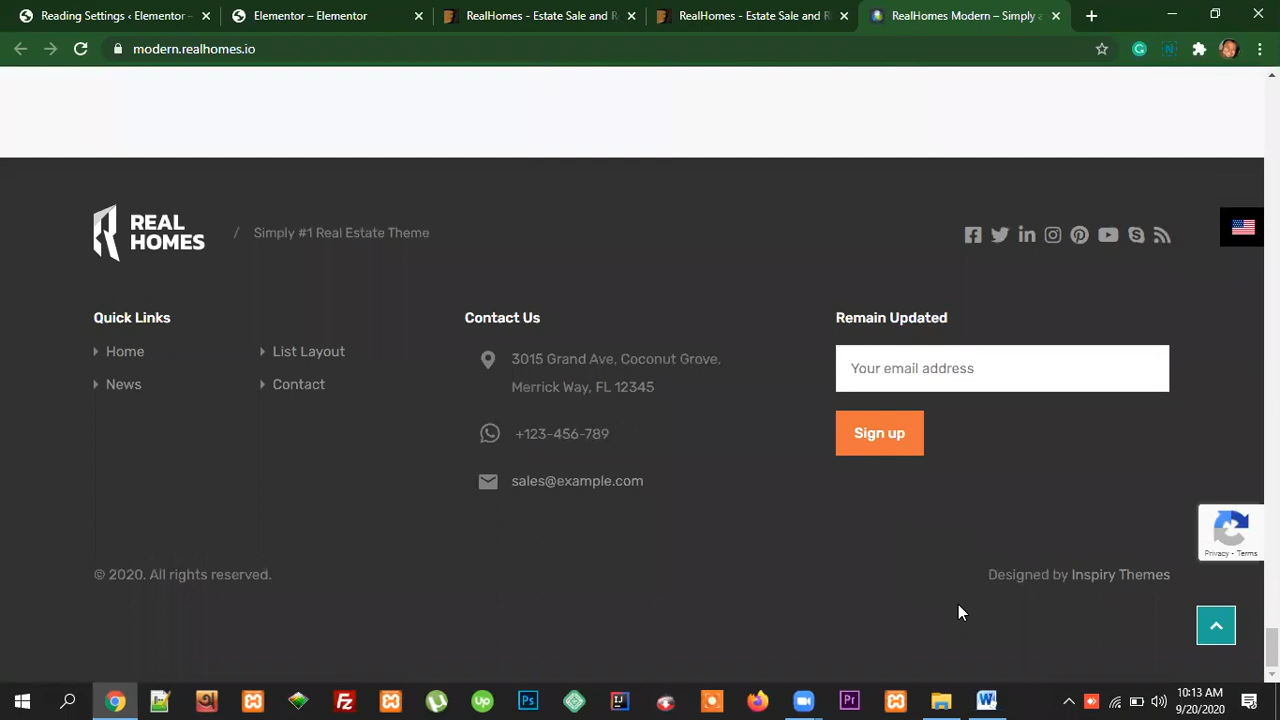 Reading Settings ‹ Elementor –
Elementor – Elementor
RealHomes - Estate Sale and R
RealHomes - Estate Sale and R
RealHomes Modern – Simply a
modern.realhomes.io
REAL HOMES
/ Simply #1 Real Estate Theme
Quick Links
Home
List Layout
News
Contact
Contact Us
3015 Grand Ave, Coconut Grove,
Merrick Way, FL 12345
+123-456-789
sales@example.com
Remain Updated
Your email address
Sign up
Privacy - Terms
© 2020. All rights reserved.
Designed by Inspiry Themes
10:13 AM
9/20/2020